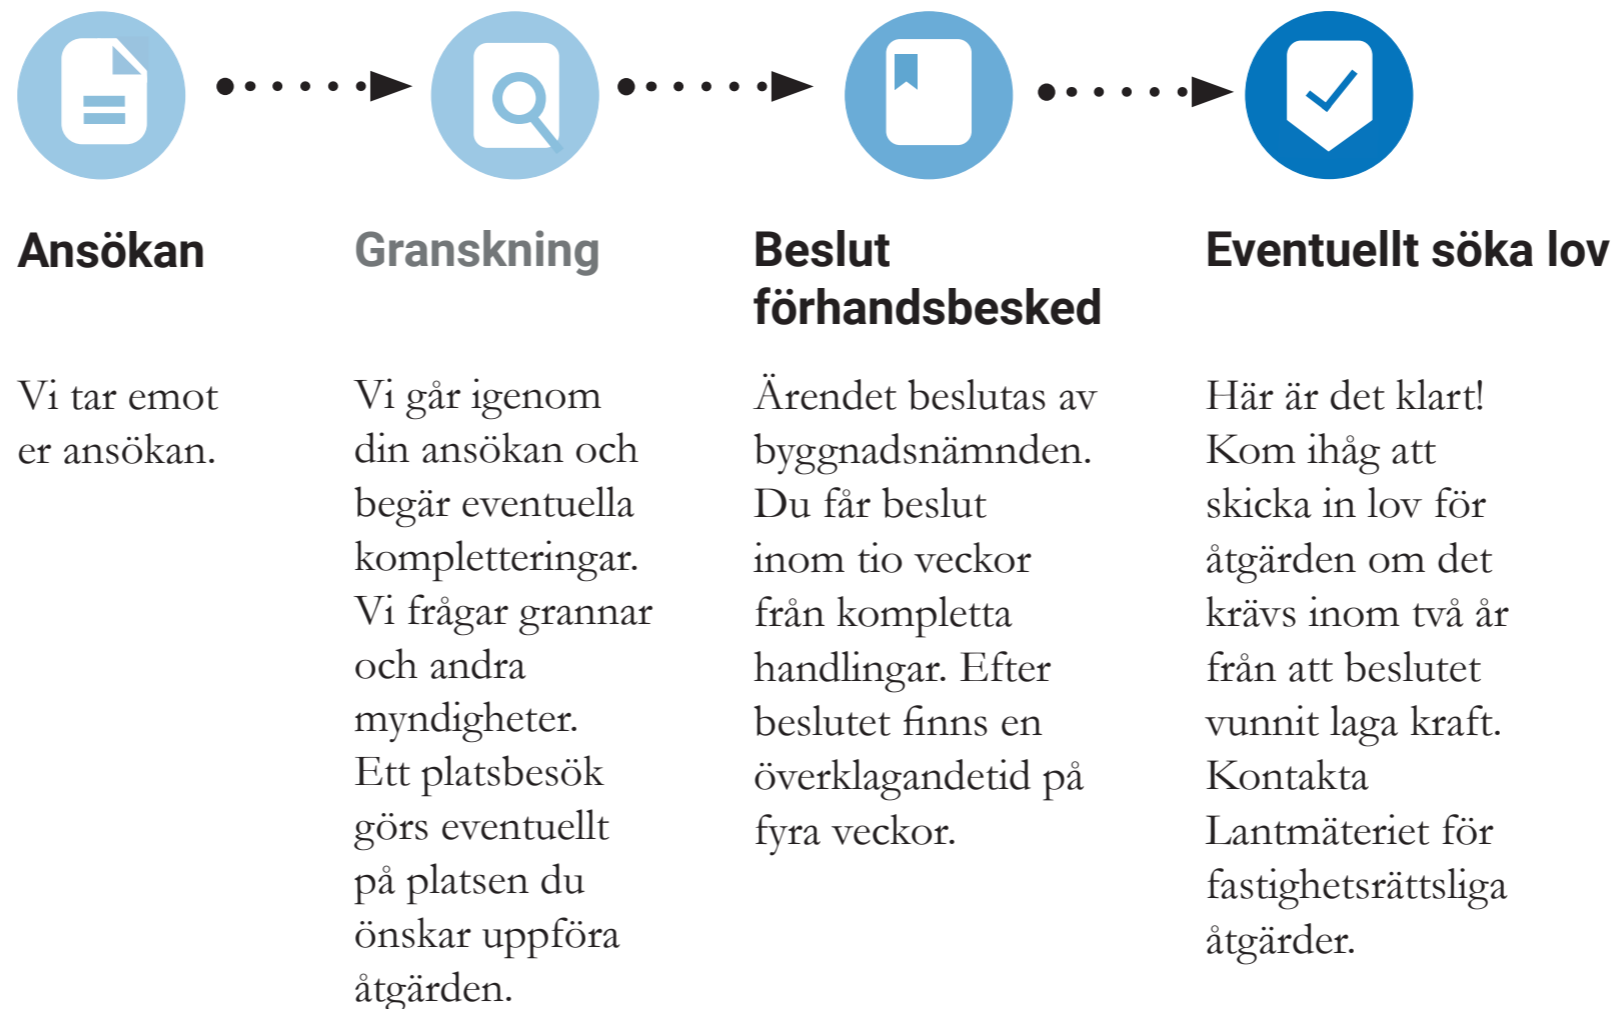 Ansökan
Vi tar emot
er ansökan.
Granskning
Vi går igenom
din ansökan och
begär eventuella
kompletteringar.
Vi frågar grannar
och andra
myndigheter.
Ett platsbesök
görs eventuellt
på platsen du
önskar uppföra
åtgärden.
Beslut
förhandsbesked
Ärendet beslutas av
byggnadsnämnden.
Du får beslut
inom tio veckor
från kompletta
handlingar. Efter
beslutet finns en
överklagandetid på
fyra veckor.
Eventuellt söka lov
Här är det klart!
Kom ihåg att
skicka in lov för
åtgärden om det
krävs inom två år
från att beslutet
vunnit laga kraft.
Kontakta
Lantmäteriet för
fastighetsrättsliga
åtgärder.